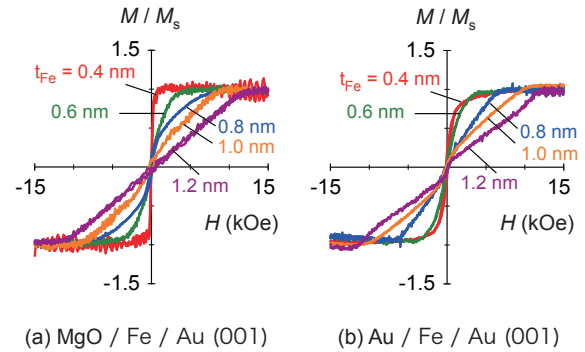 M / Ms
1.5
tFe = 0.4 nm
0.6 nm
0.8 nm
1.0 nm
1.2 nm
-15
15
H (kOe)
-1.5
(a) MgO / Fe / Au (001)
M / Ms
1.5
0.4 nm
0.6 nm
0.8 nm
1.0 nm
1.2 nm
-15
15
H (kOe)
-1.5
(b) Au / Fe / Au (001)